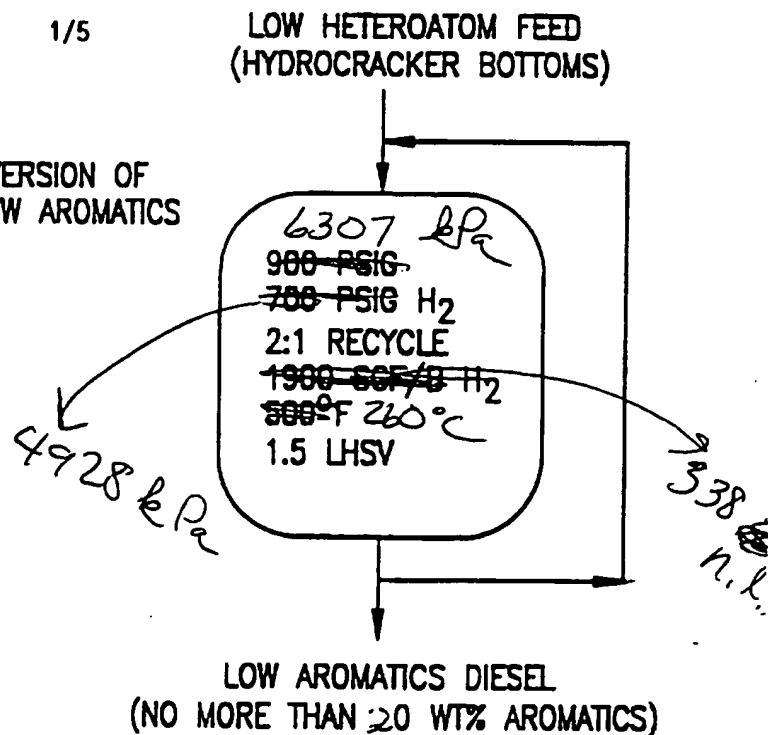 1/5
LOW HETEROATOM FEED
(HYDROCRACKER BOTTOMS)
ERSION OF
W AROMATICS
6307 kPa
900 PSIG
700 PSIG H2
2:1 RECYCLE
1900 SCF/B H2
500°F 260°C
1.5 LHSV
4928 kPa
338
n.l.
LOW AROMATICS DIESEL
(NO MORE THAN 20 WT% AROMATICS)